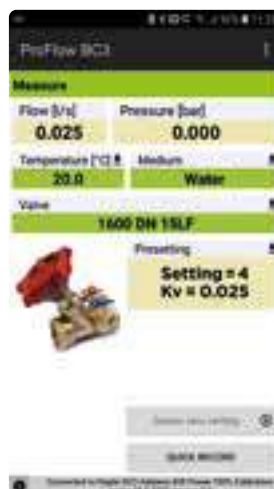 ProFlow BC3
Measure
Flow [l/s] Pressure [bar]
0.025 0.000
Temperature [°C] Medium
20.0 Water
Valve
1600 DN 15LF
Presetting
Setting = 4
Kv = 0.025
QUICK RECORD